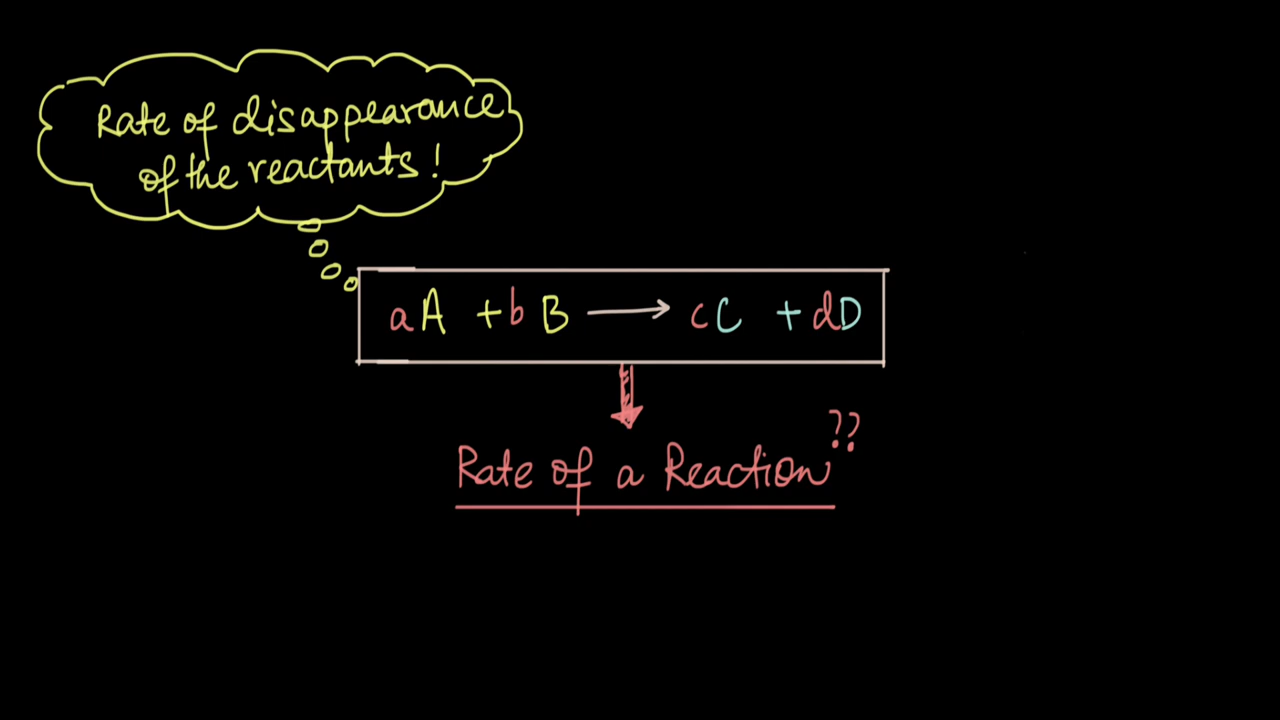 Rate of disappearance
of the reactants!
aA + bB → cC + dD
Rate of a Reaction??